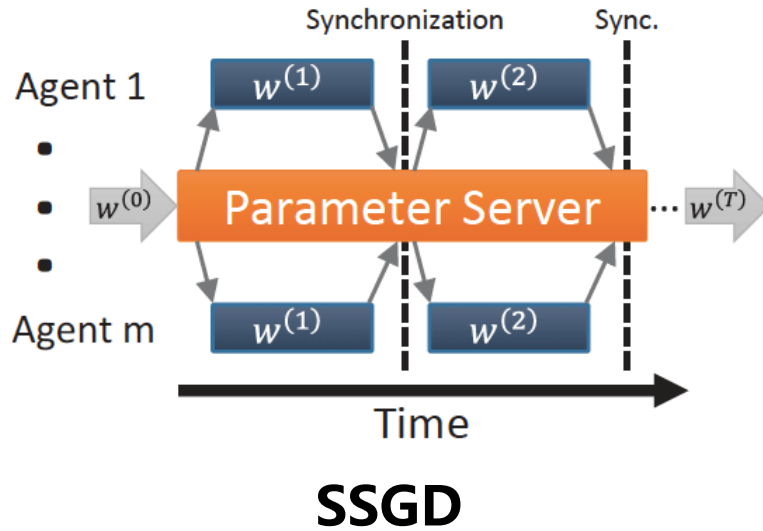 Synchronization Sync.
Agent 1 w^{(1)} w^{(2)}
w^{(0)} Parameter Server ... w^{(T)}
Agent m w^{(1)} w^{(2)}
Time
SSGD